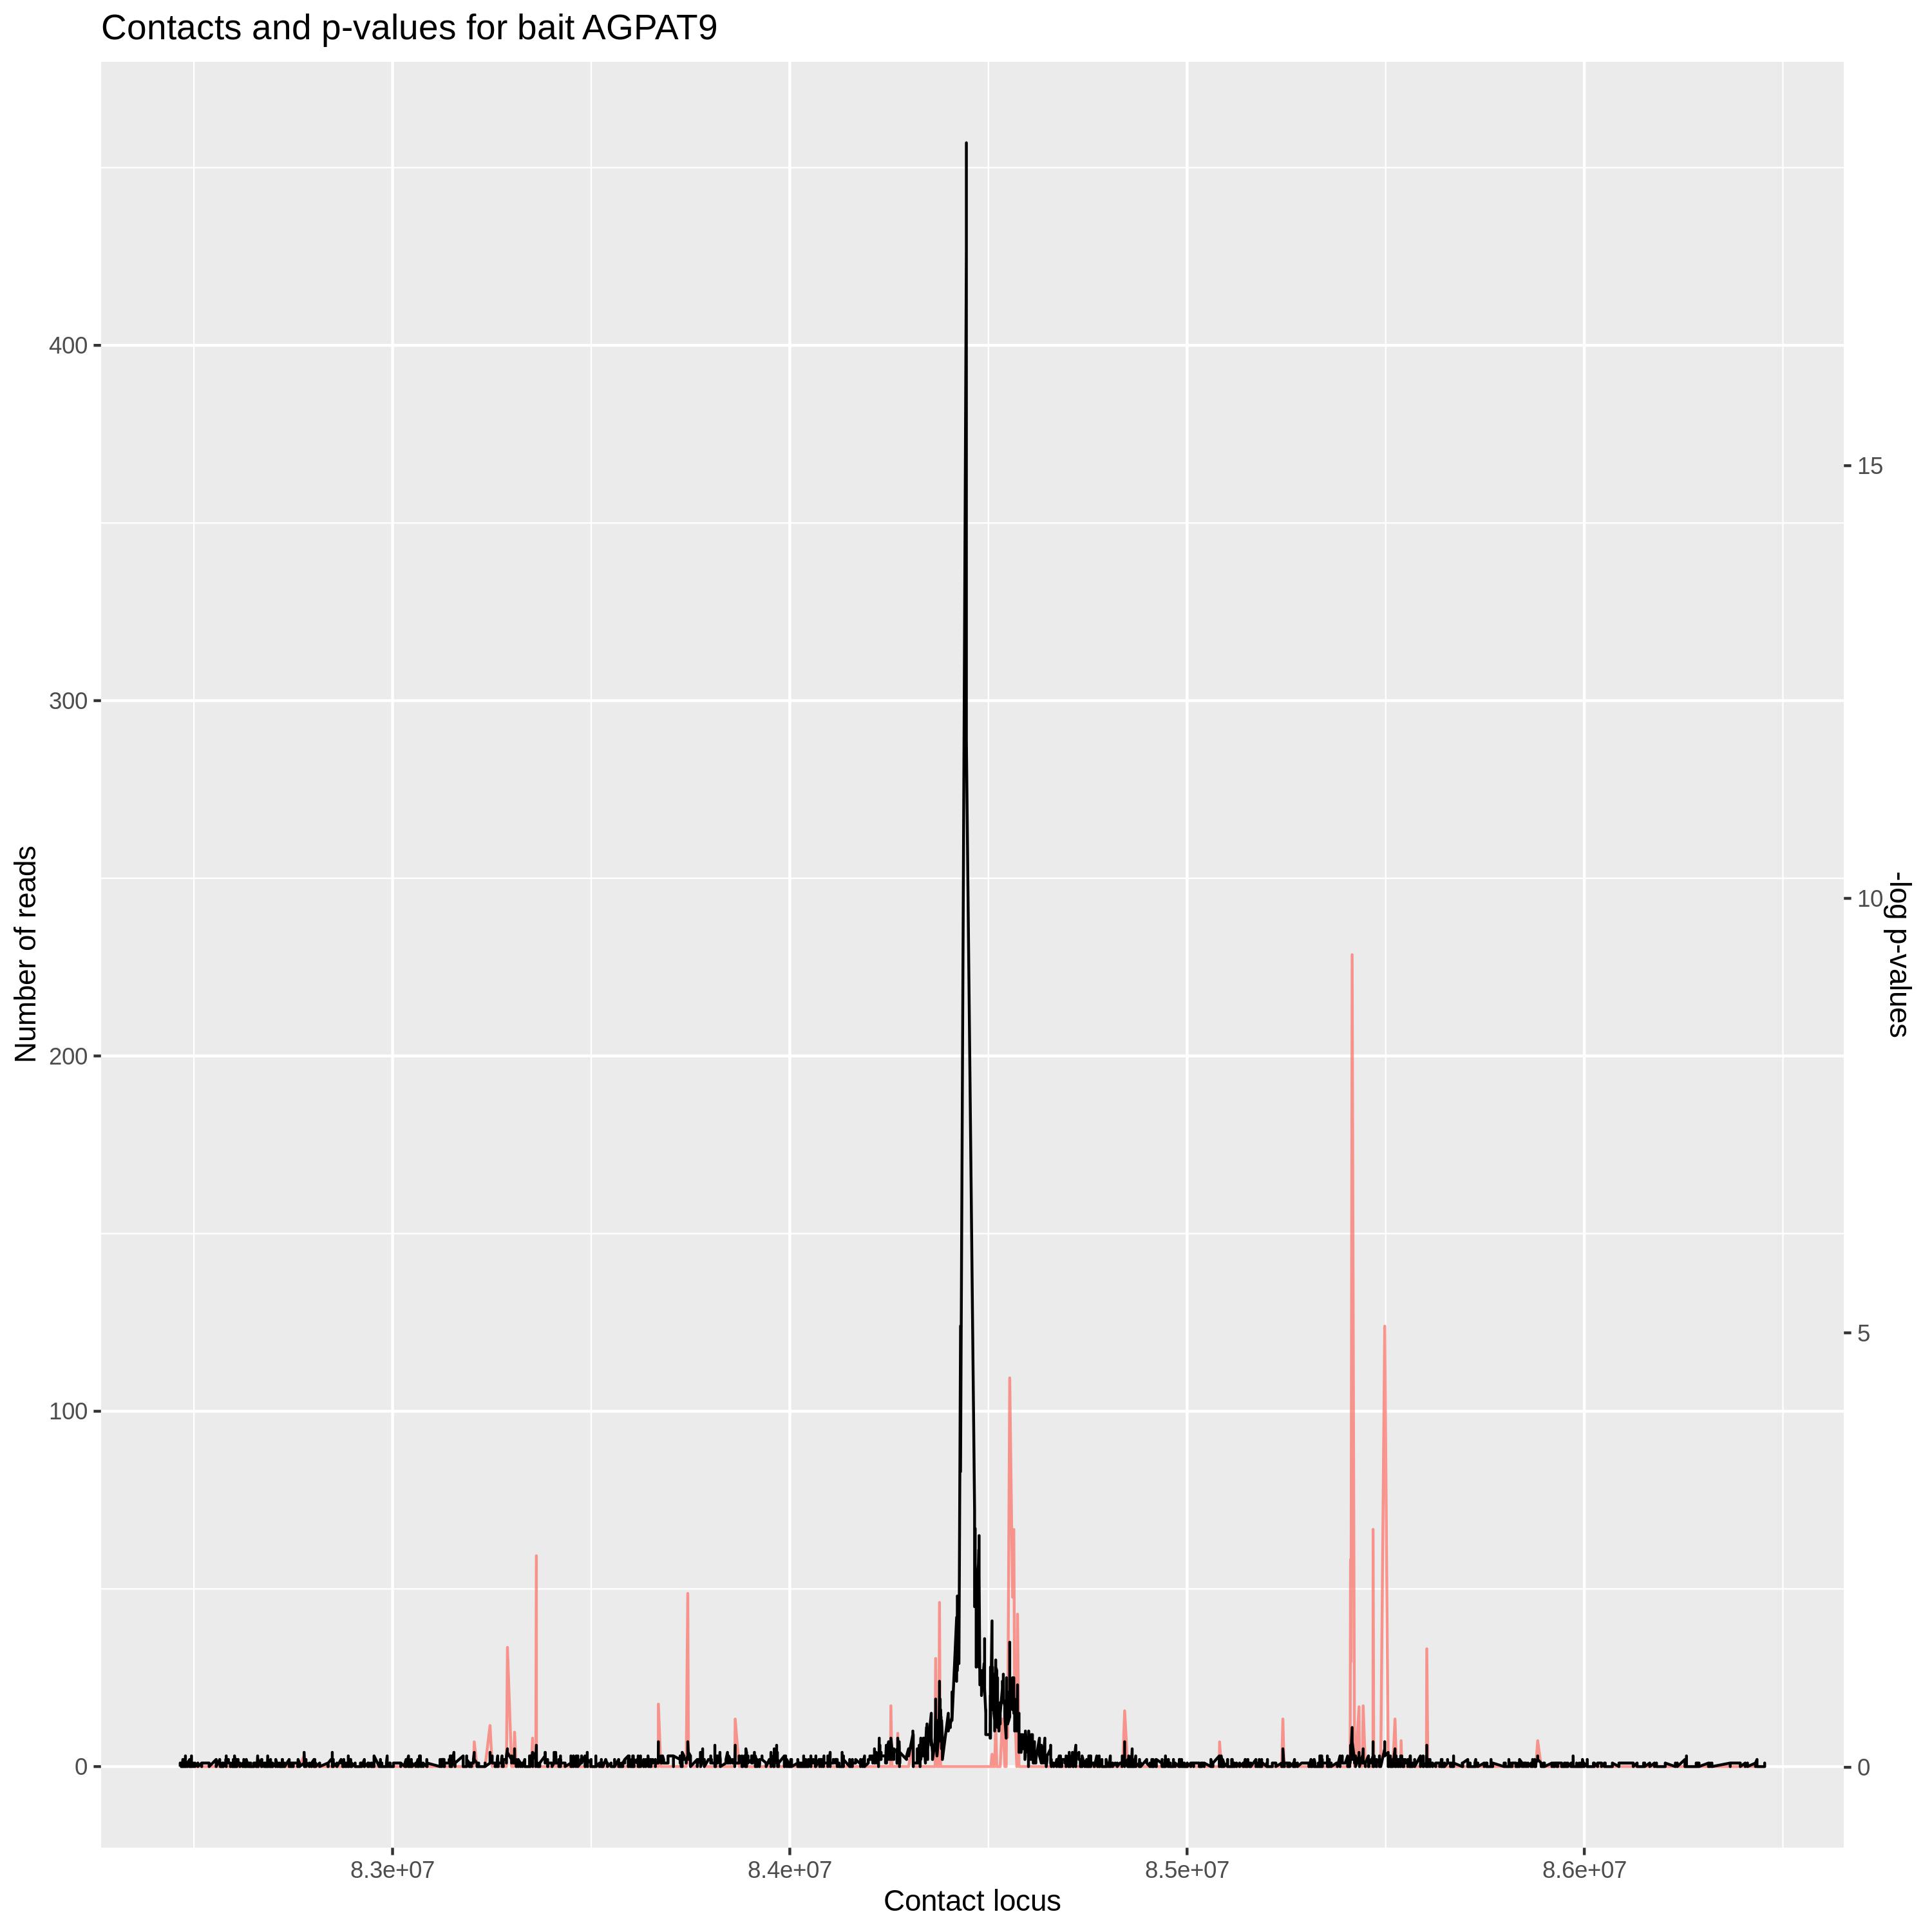 Contacts and p-values for bait AGPAT9
Number of reads
400
300
200
100
0
15
10
5
0
-log p-values
8.3e+07
8.4e+07
8.5e+07
8.6e+07
Contact locus